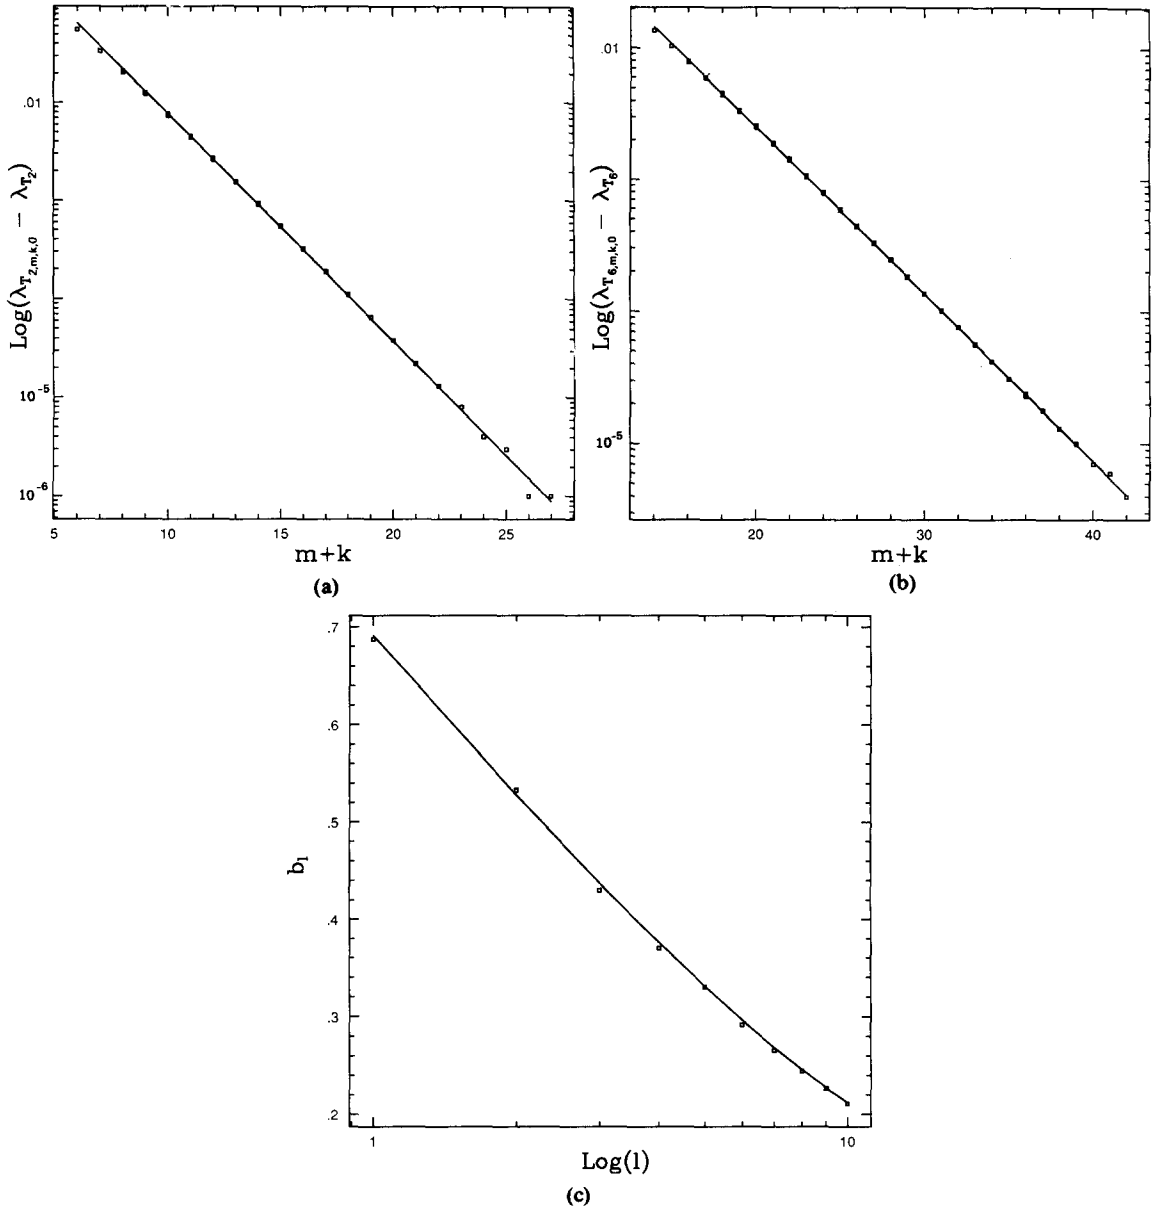 .01
10⁻⁵
10⁻⁶
Log(λ_{T_{2,m,k,0}} − λ_{T_2})
5 10 15 20 25
m+k
(a)
.01
10⁻⁵
Log(λ_{T_{6,m,k,0}} − λ_{T_6})
20 30 40
m+k
(b)
.7
.6
.5
.4
.3
.2
b_l
1 10
Log(l)
(c)